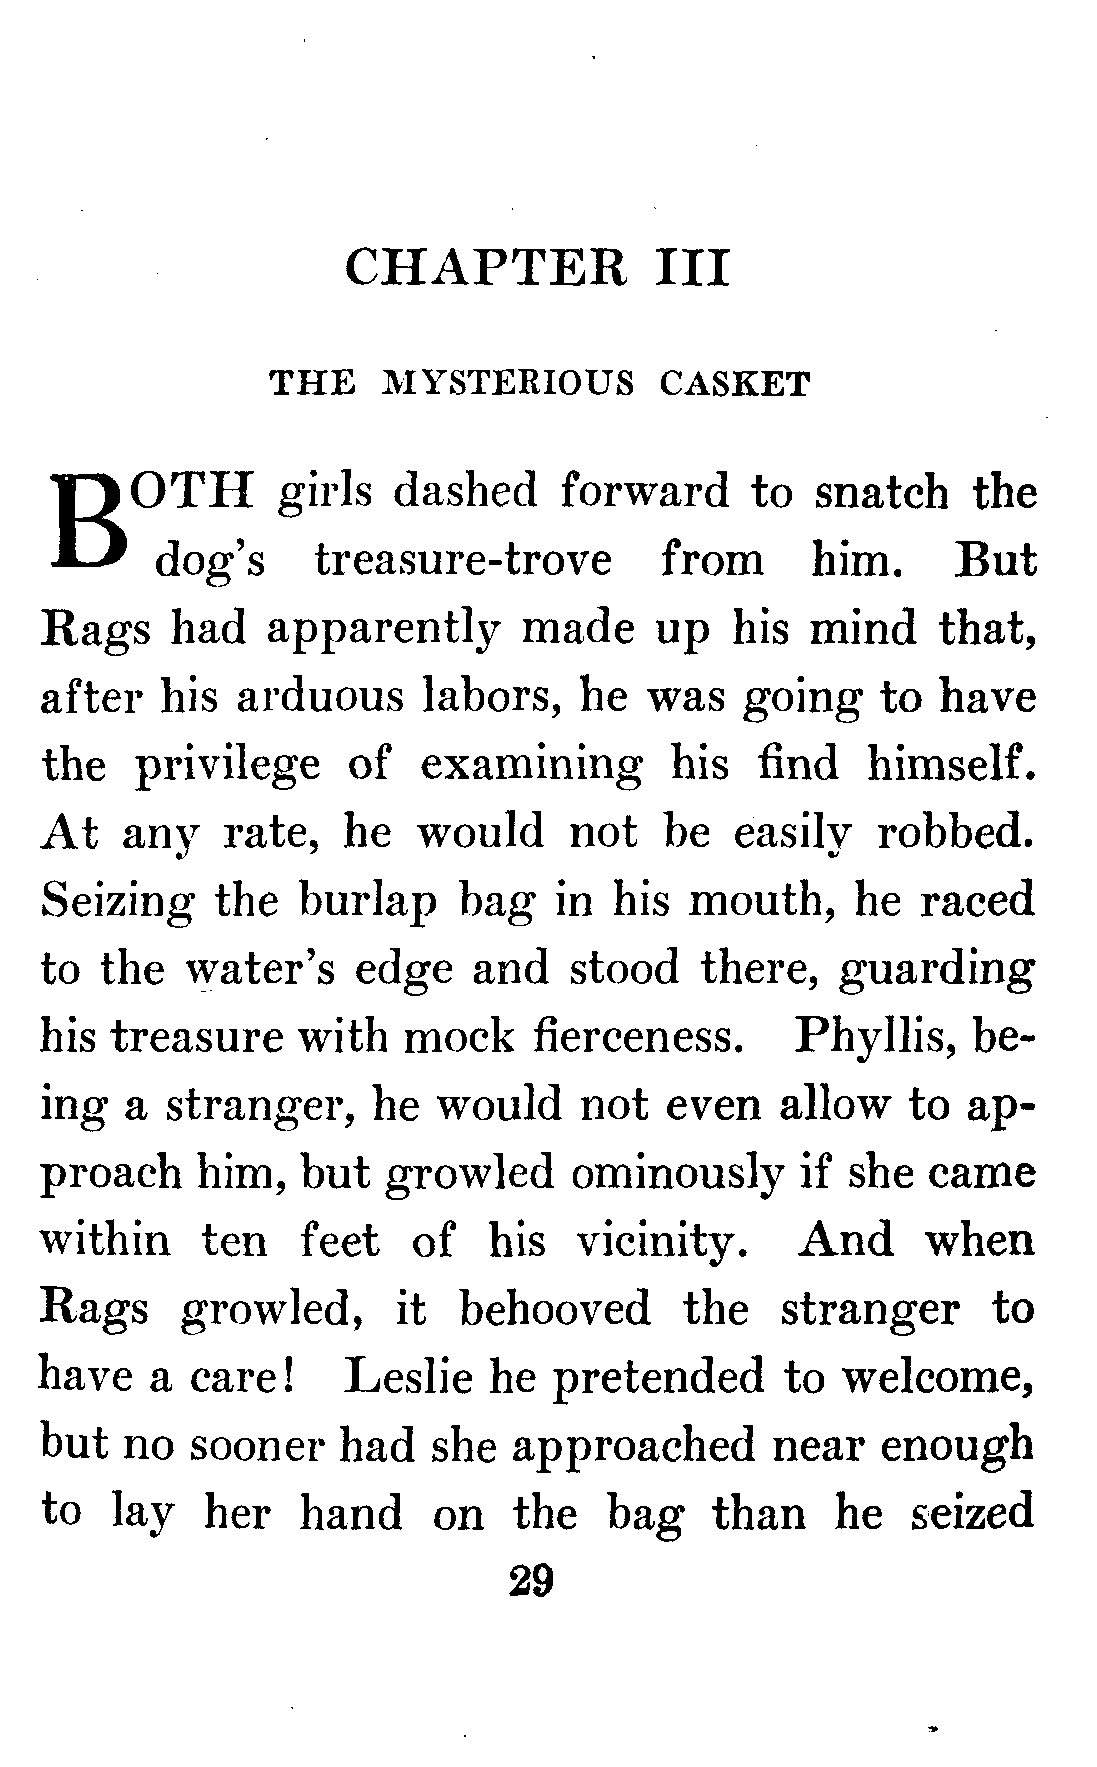 CHAPTER III
THE MYSTERIOUS CASKET
BOTH girls dashed forward to snatch the
dog's treasure-trove from him. But
Rags had apparently made up his mind that,
after his arduous labors, he was going to have
the privilege of examining his find himself.
At any rate, he would not be easily robbed.
Seizing the burlap bag in his mouth, he raced
to the water's edge and stood there, guarding
his treasure with mock fierceness. Phyllis, be-
ing a stranger, he would not even allow to ap-
proach him, but growled ominously if she came
within ten feet of his vicinity. And when
Rags growled, it behooved the stranger to
have a care! Leslie he pretended to welcome,
but no sooner had she approached near enough
to lay her hand on the bag than he seized
29